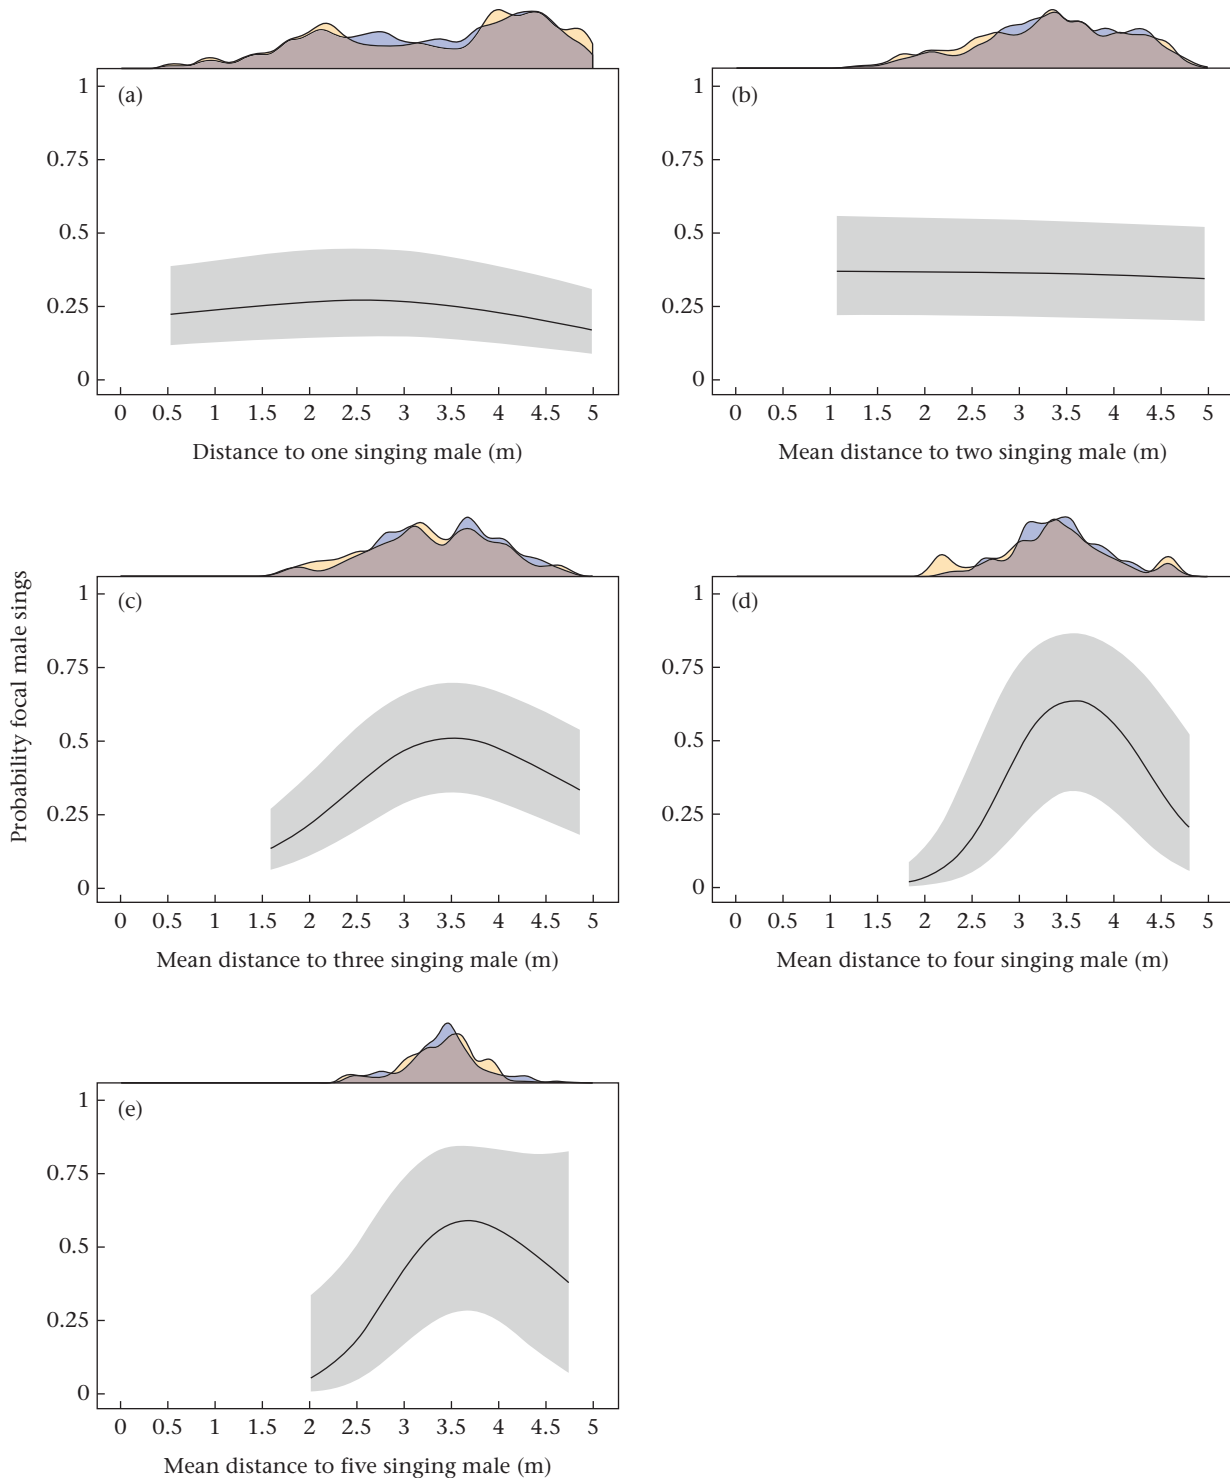 (a)
1
0.75
0.5
0.25
0
0 0.5 1 1.5 2 2.5 3 3.5 4 4.5 5
Distance to one singing male (m)
(b)
1
0.75
0.5
0.25
0
0 0.5 1 1.5 2 2.5 3 3.5 4 4.5 5
Mean distance to two singing male (m)
Probability focal male sings
(c)
1
0.75
0.5
0.25
0
0 0.5 1 1.5 2 2.5 3 3.5 4 4.5 5
Mean distance to three singing male (m)
(d)
1
0.75
0.5
0.25
0
0 0.5 1 1.5 2 2.5 3 3.5 4 4.5 5
Mean distance to four singing male (m)
(e)
1
0.75
0.5
0.25
0
0 0.5 1 1.5 2 2.5 3 3.5 4 4.5 5
Mean distance to five singing male (m)